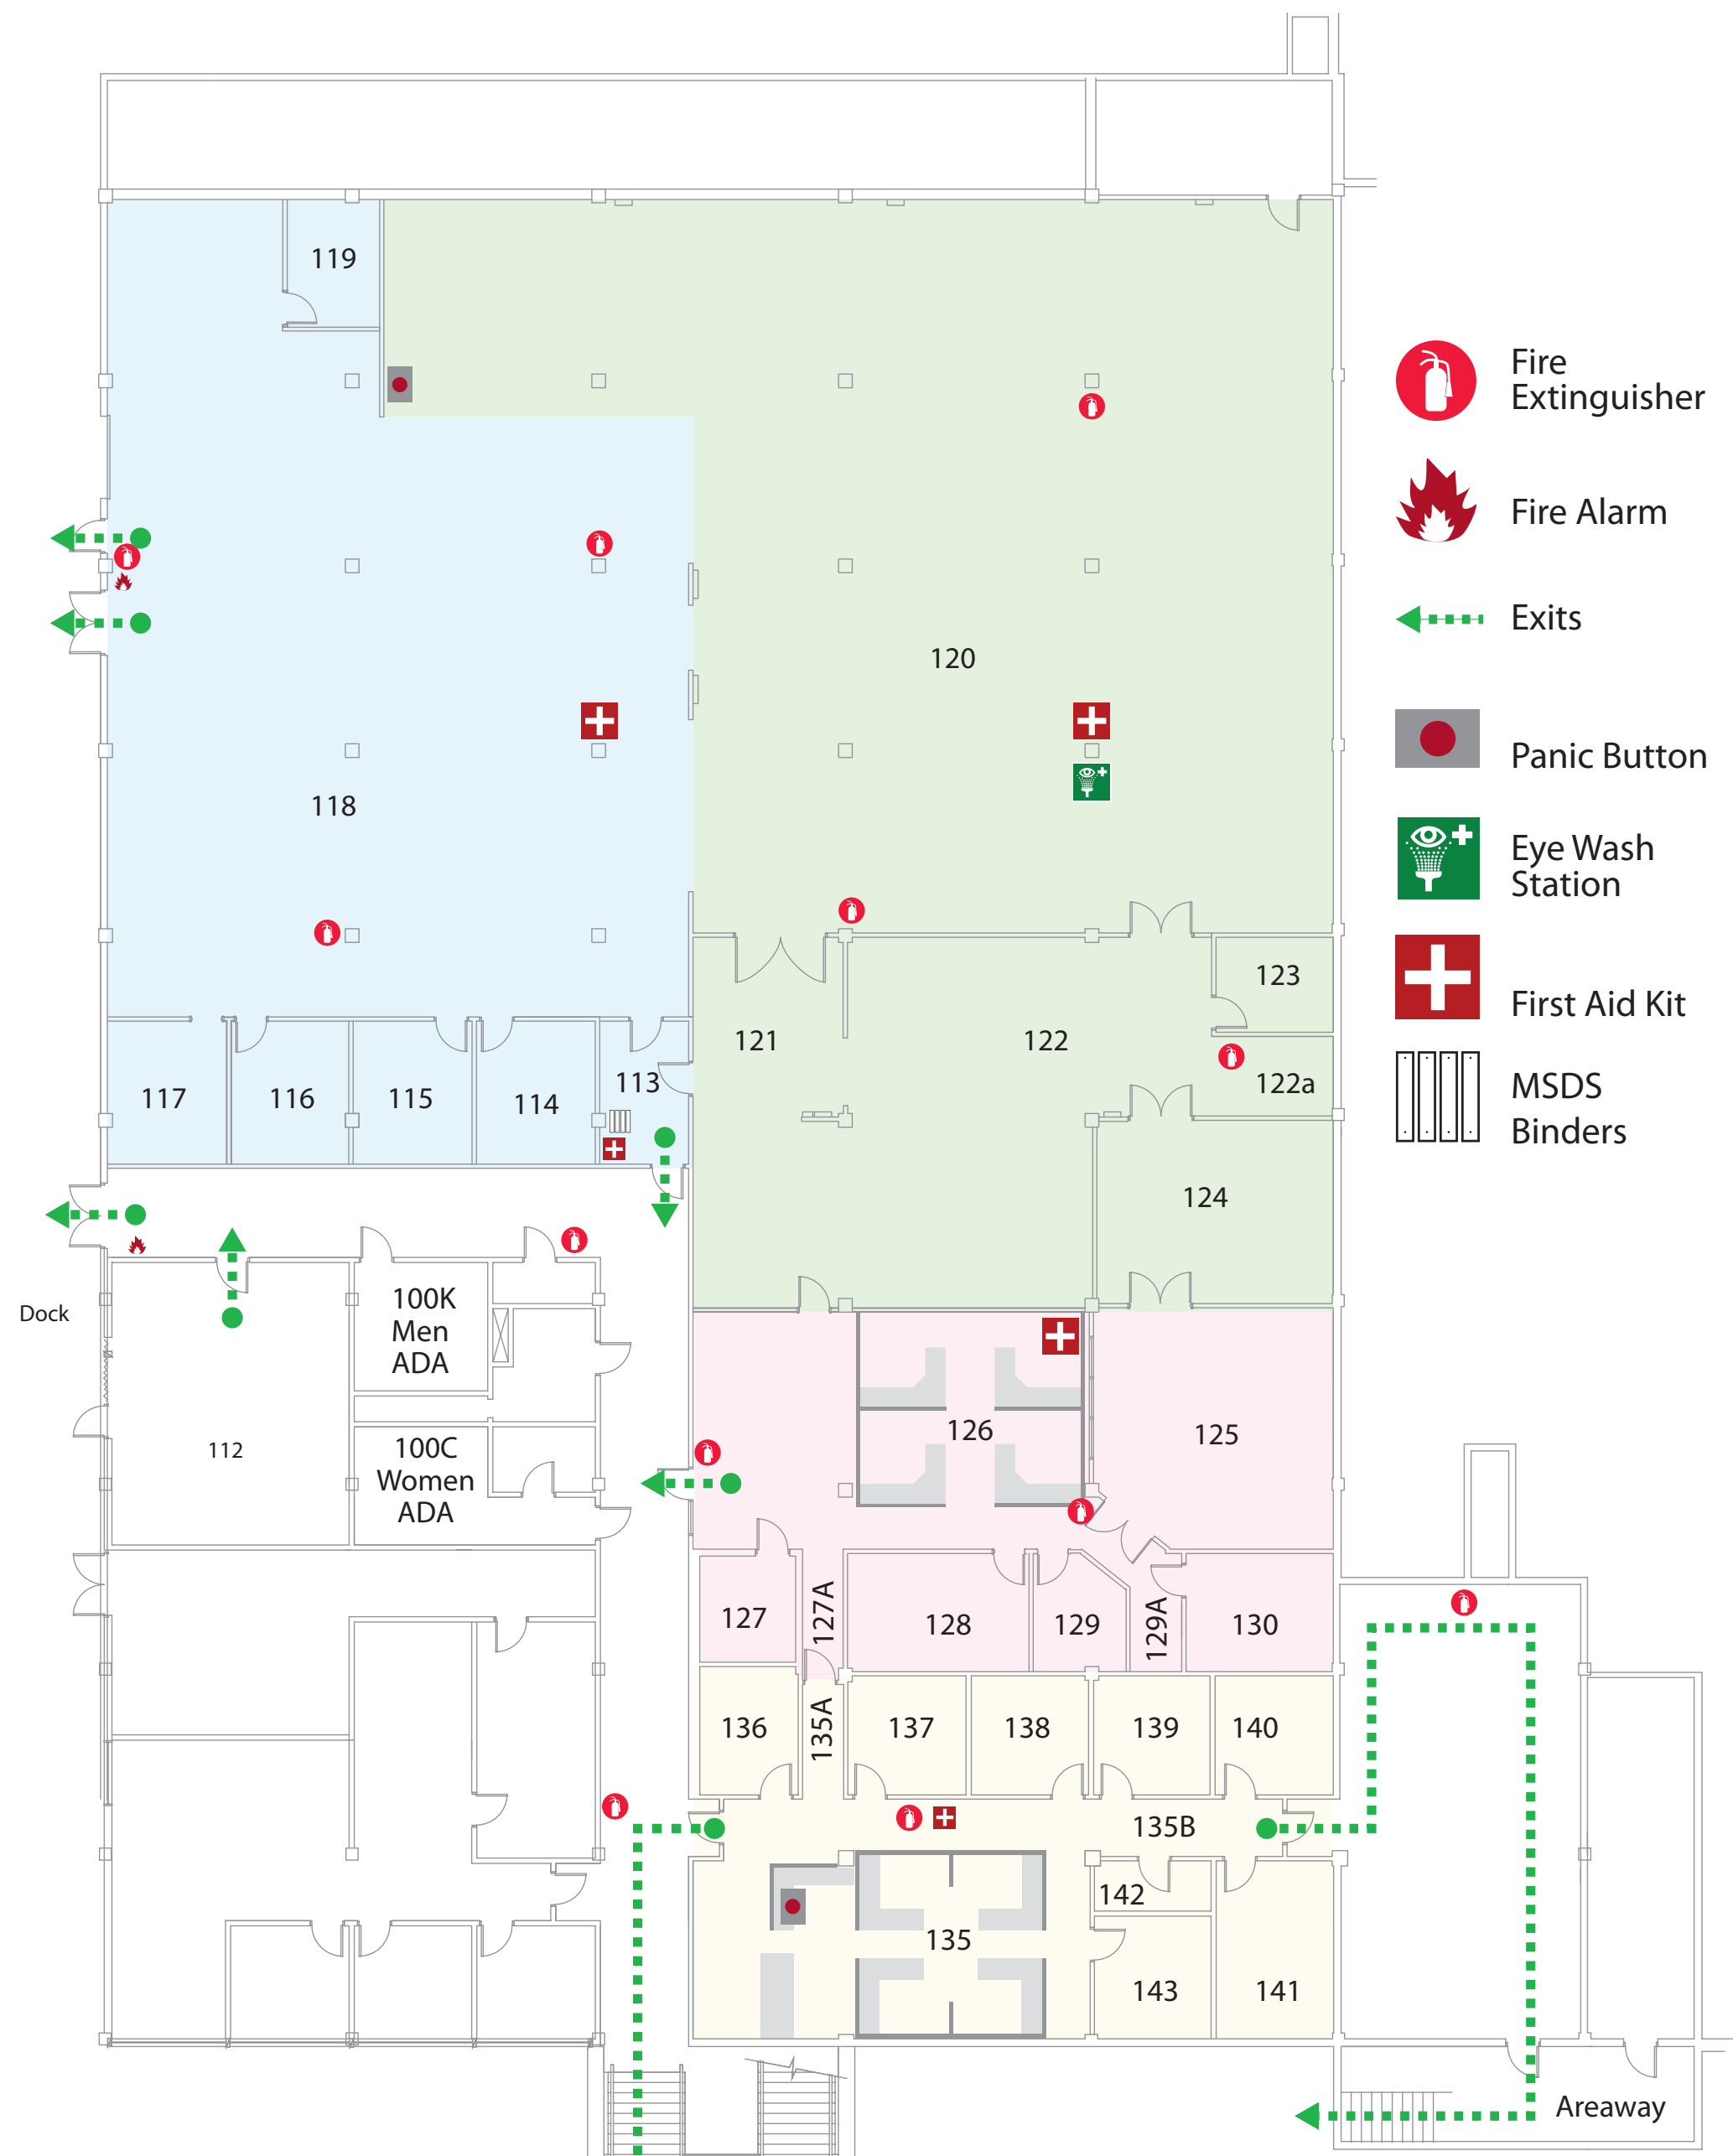 119
Fire
Extinguisher
Fire Alarm
Exits
120
Panic Button
118
Eye Wash
Station
123
First Aid Kit
121
122
113
122a
117
116
115
114
MSDS
Binders
124
Dock
100K
Men
ADA
112
100C
Women
ADA
126
125
127
127A
128
129
129A
130
136
135A
137
138
139
140
135B
142
135
143
141
Areaway